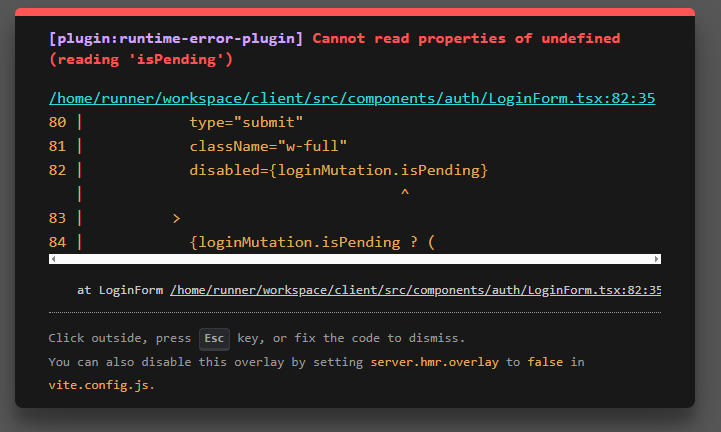 [plugin:runtime-error-plugin] Cannot read properties of undefined
(reading 'isPending')
/home/runner/workspace/client/src/components/auth/LoginForm.tsx:82:35
80 | type="submit"
81 | className="w-full"
82 | disabled={loginMutation.isPending}
| ^
83 | >
84 | {loginMutation.isPending ? (
at LoginForm /home/runner/workspace/client/src/components/auth/LoginForm.tsx:82:35
Click outside, press Esc key, or fix the code to dismiss.
You can also disable this overlay by setting server.hmr.overlay to false in
vite.config.js.